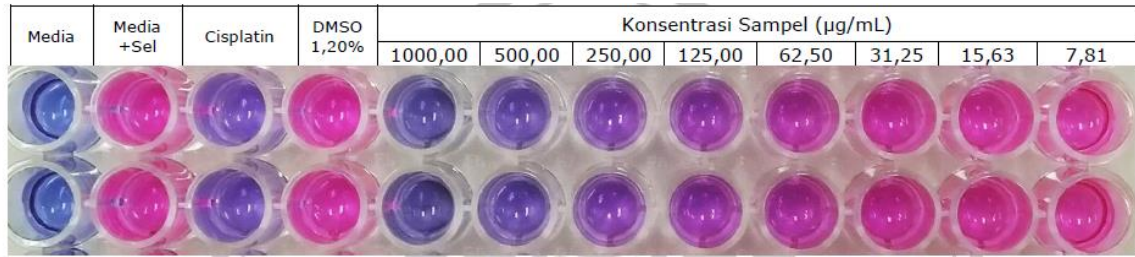 Media
Media
+Sel
Cisplatin
DMSO
1,20%
Konsentrasi Sampel (µg/mL)
1000,00 500,00 250,00 125,00 62,50 31,25 15,63 7,81